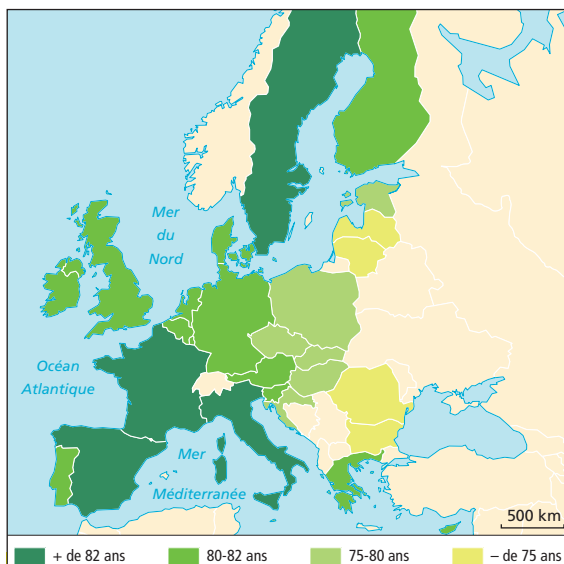 Mer
du
Nord
Océan
Atlantique
Mer
Méditerranée
500 km
+ de 82 ans
80-82 ans
75-80 ans
– de 75 ans